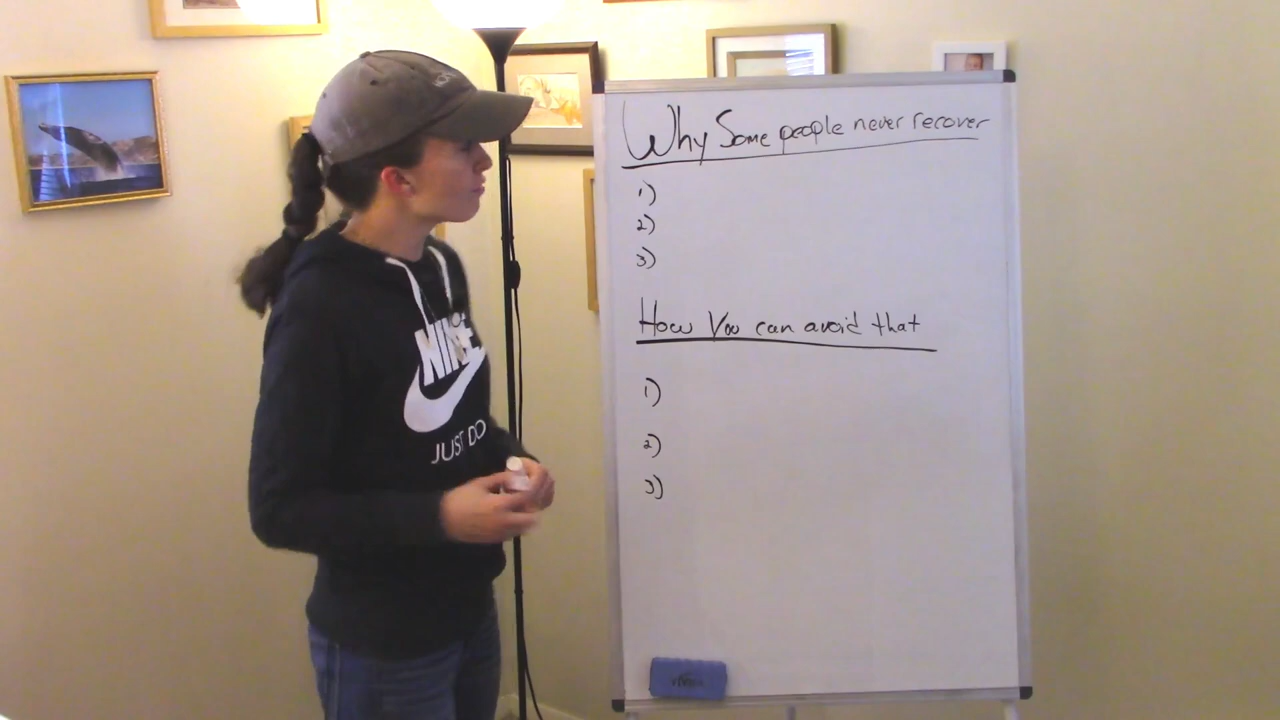 Why Some people never recover
1)
2)
3)
How You can avoid that
1)
2)
3)
NIKE
JUST DO